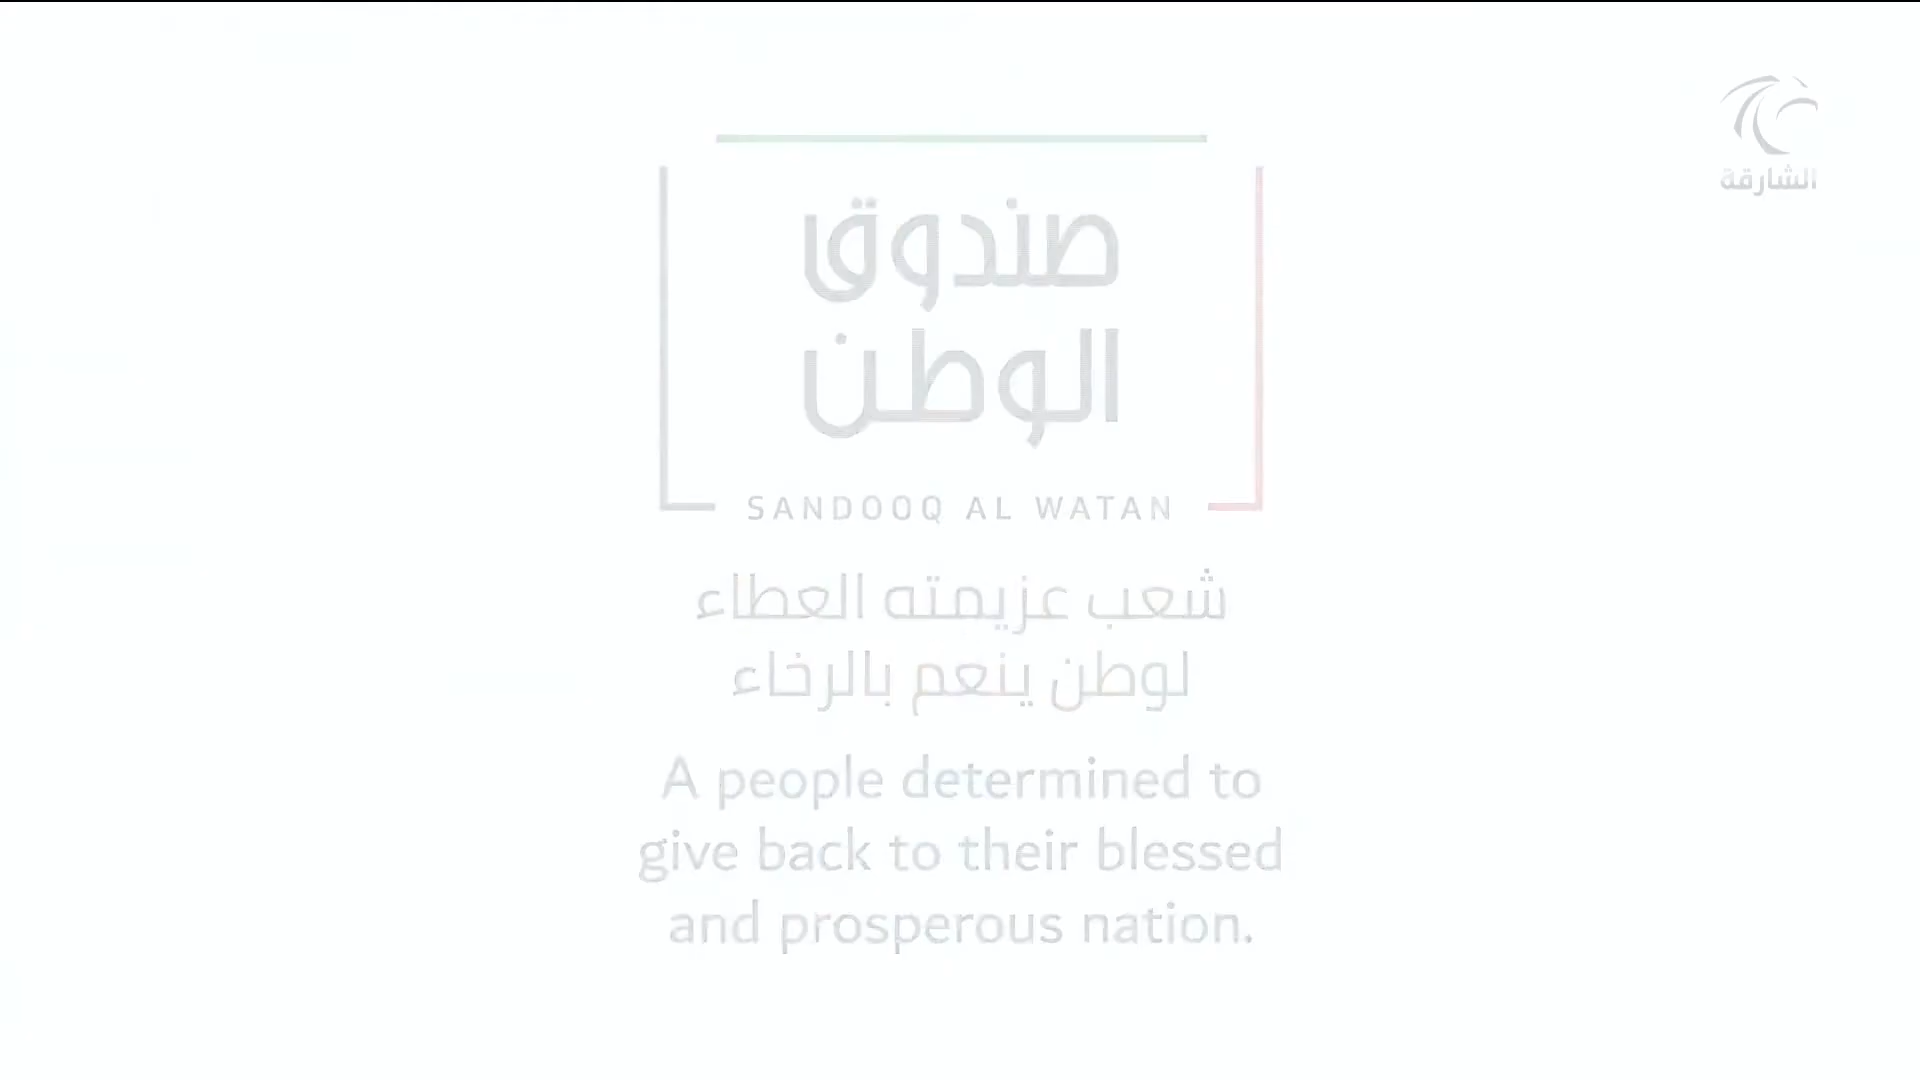 الشارقة
صندوق
الوطن
SANDOOQ AL WATAN
شعب عزيمته العطاء
لوطن ينعم بالرخاء
A people determined to
give back to their blessed
and prosperous nation.